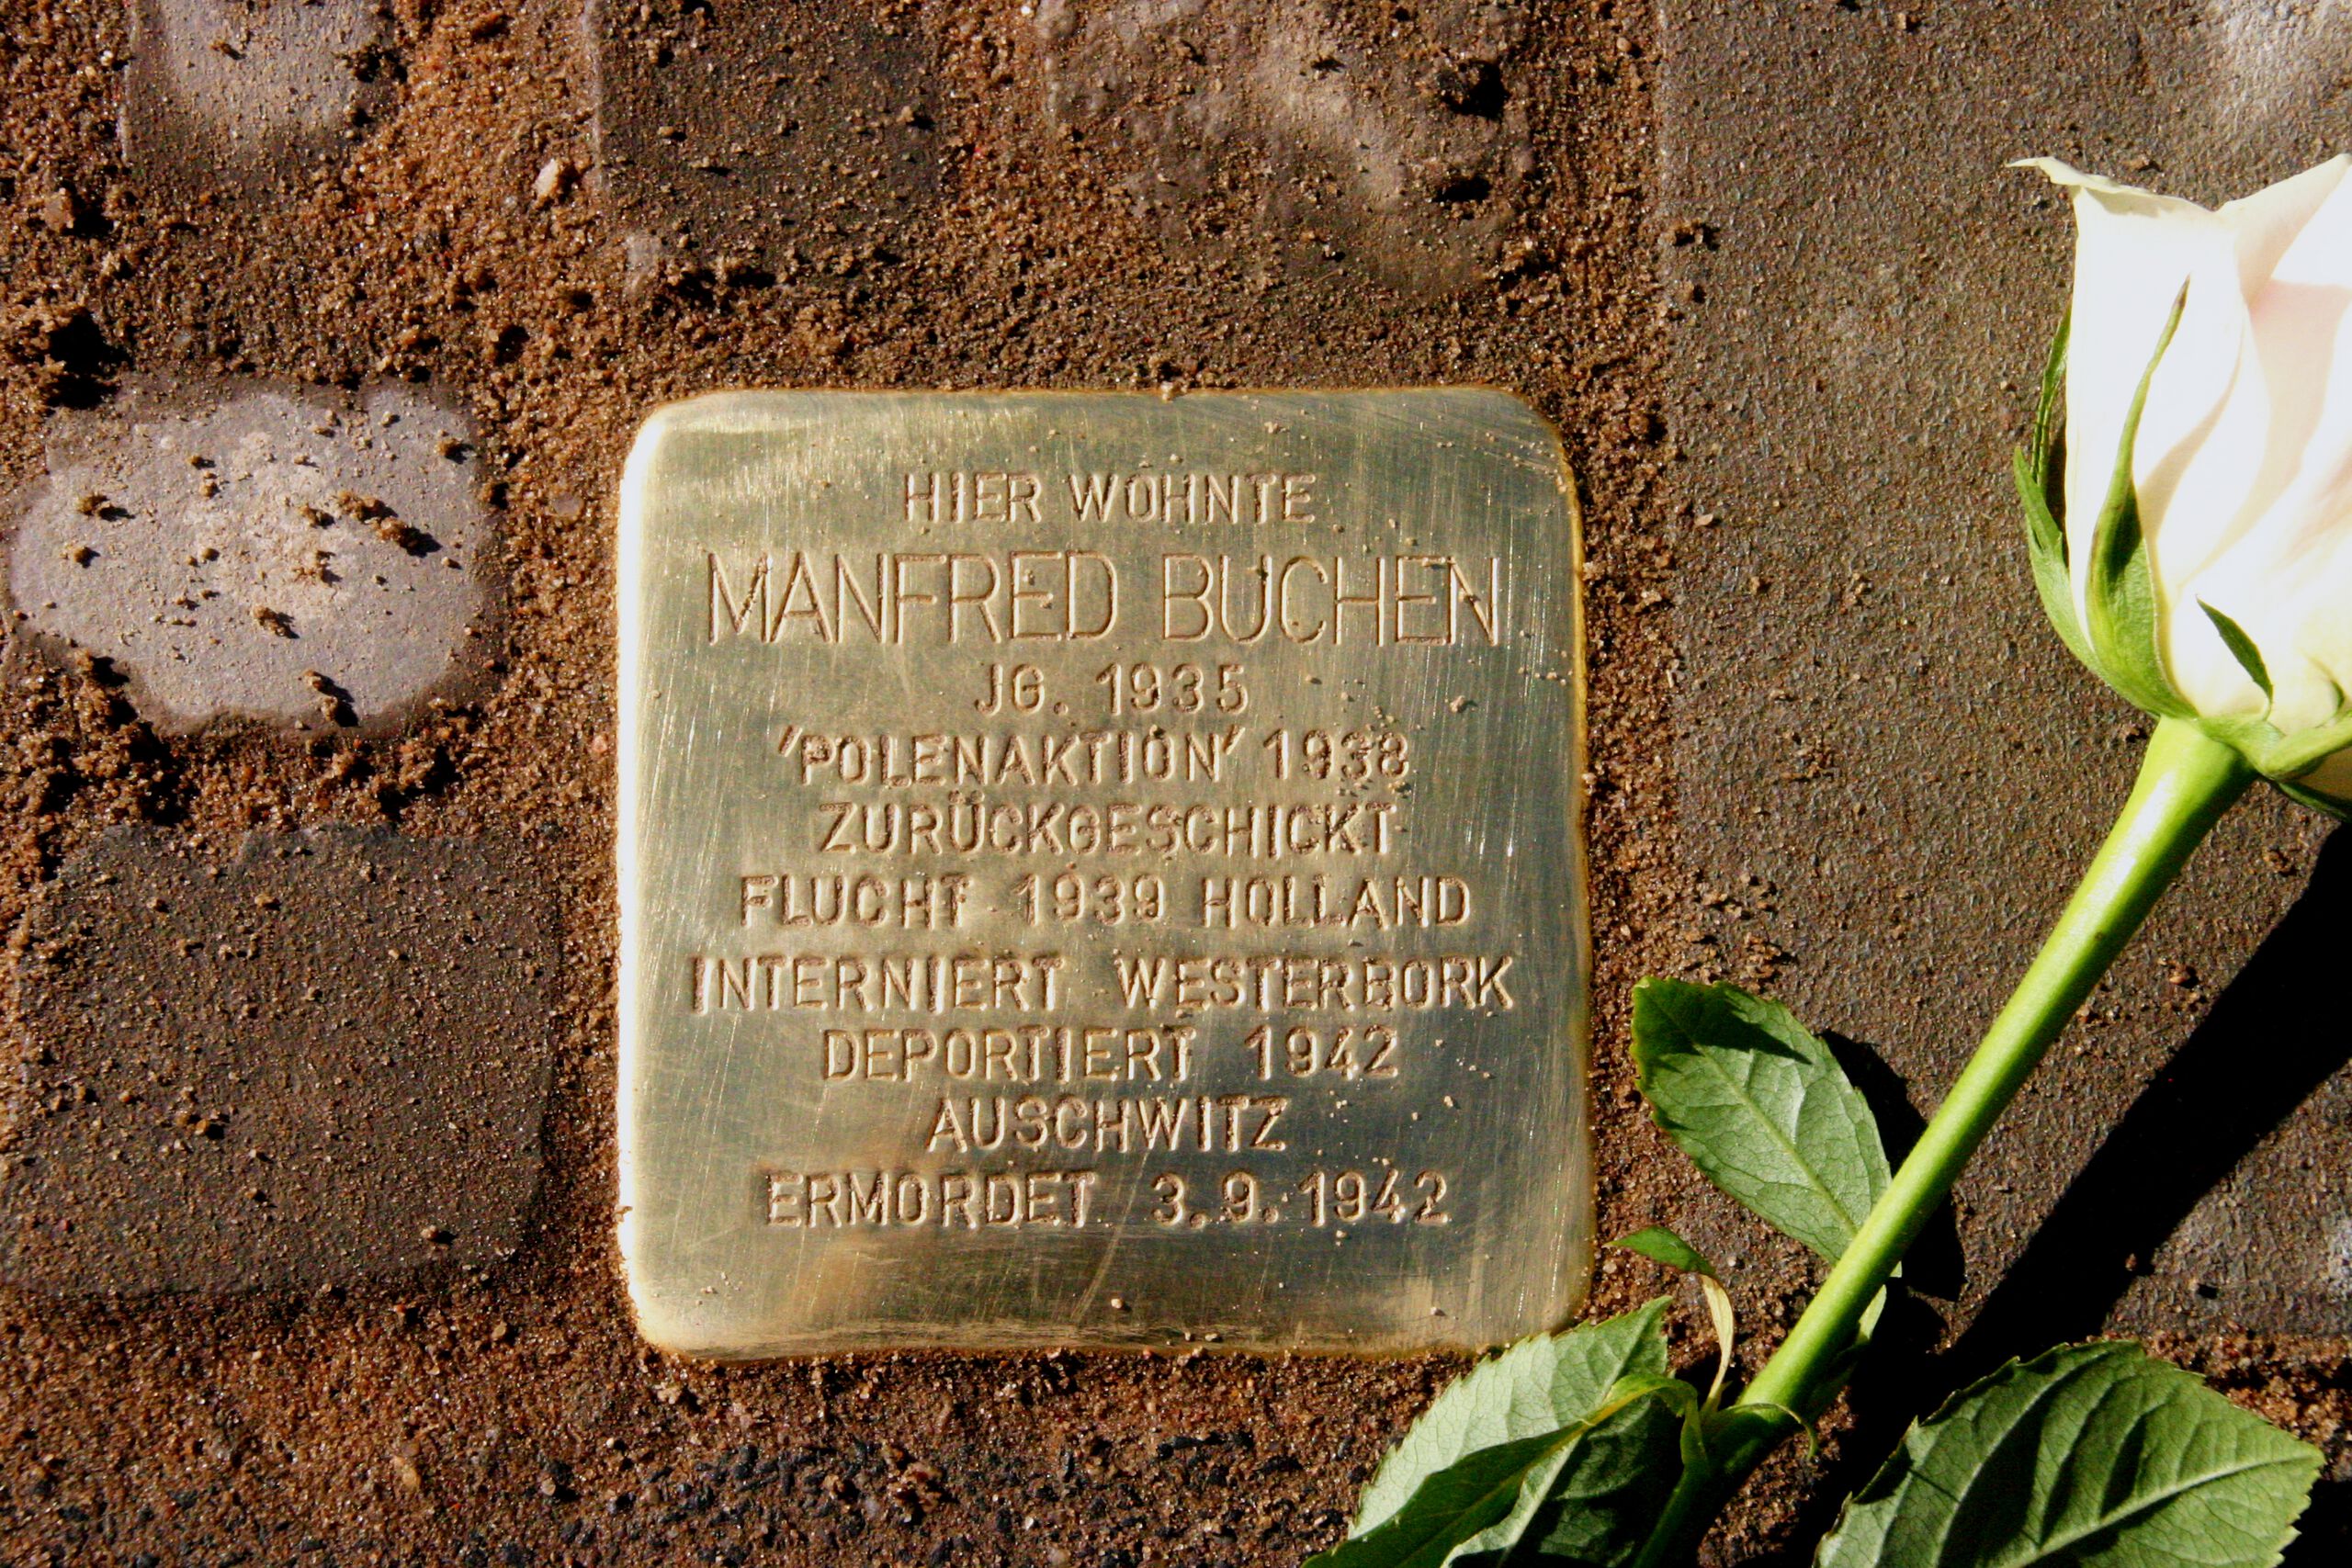 HIER WOHNTE
MANFRED BUCHEN
JG. 1935
'POLENAKTION' 1938
ZURÜCKGESCHICKT
FLUCHT 1939 HOLLAND
INTERNIERT WESTERBORK
DEPORTIERT 1942
AUSCHWITZ
ERMORDET 3.9.1942